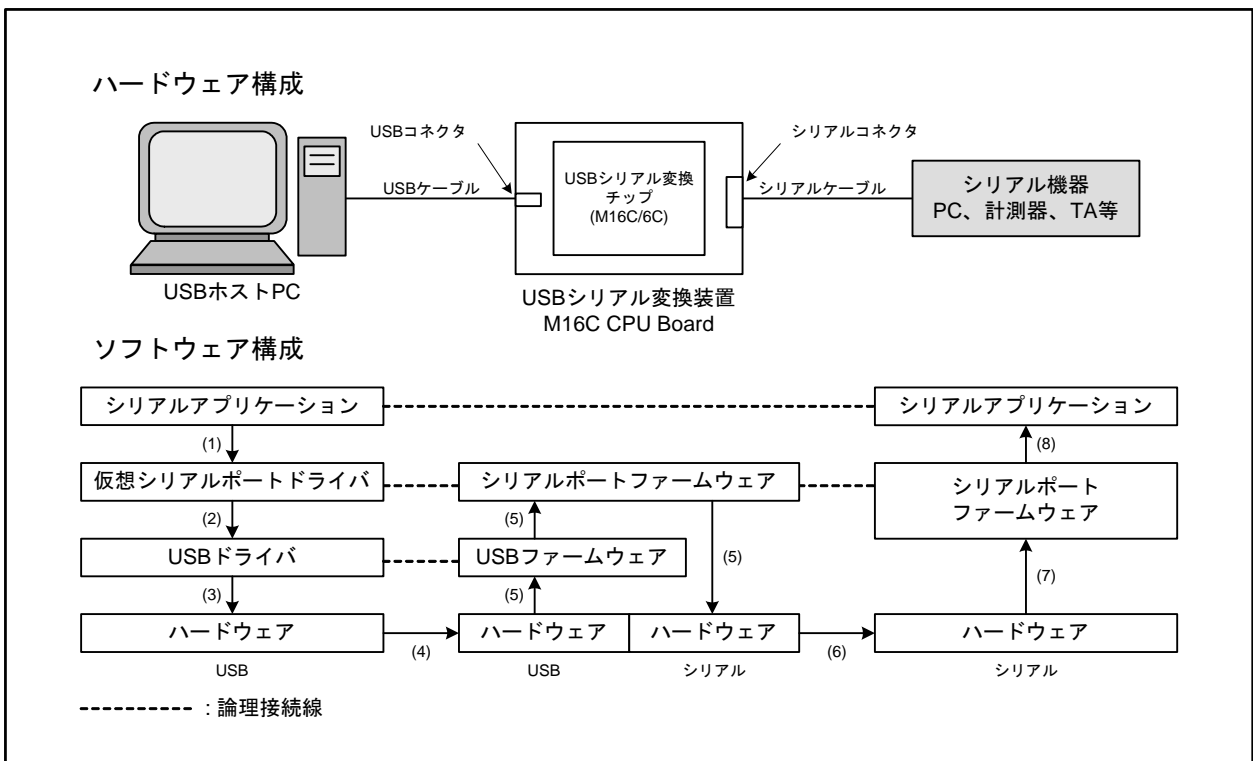 ハードウェア構成
USBコネクタ
シリアルコネクタ
USBケーブル
USBシリアル変換
チップ
(M16C/6C)
シリアルケーブル
シリアル機器
PC、計測器、TA等
USBホストPC
USBシリアル変換装置
M16C CPU Board
ソフトウェア構成
シリアルアプリケーション
シリアルアプリケーション
(1)
(8)
仮想シリアルポートドライバ
シリアルポートファームウェア
シリアルポート
ファームウェア
(2)
(5)
USBドライバ
USBファームウェア
(5)
(7)
(3)
(5)
ハードウェア
(4)
ハードウェア
ハードウェア
(6)
ハードウェア
USB
USB
シリアル
シリアル
---------- : 論理接続線